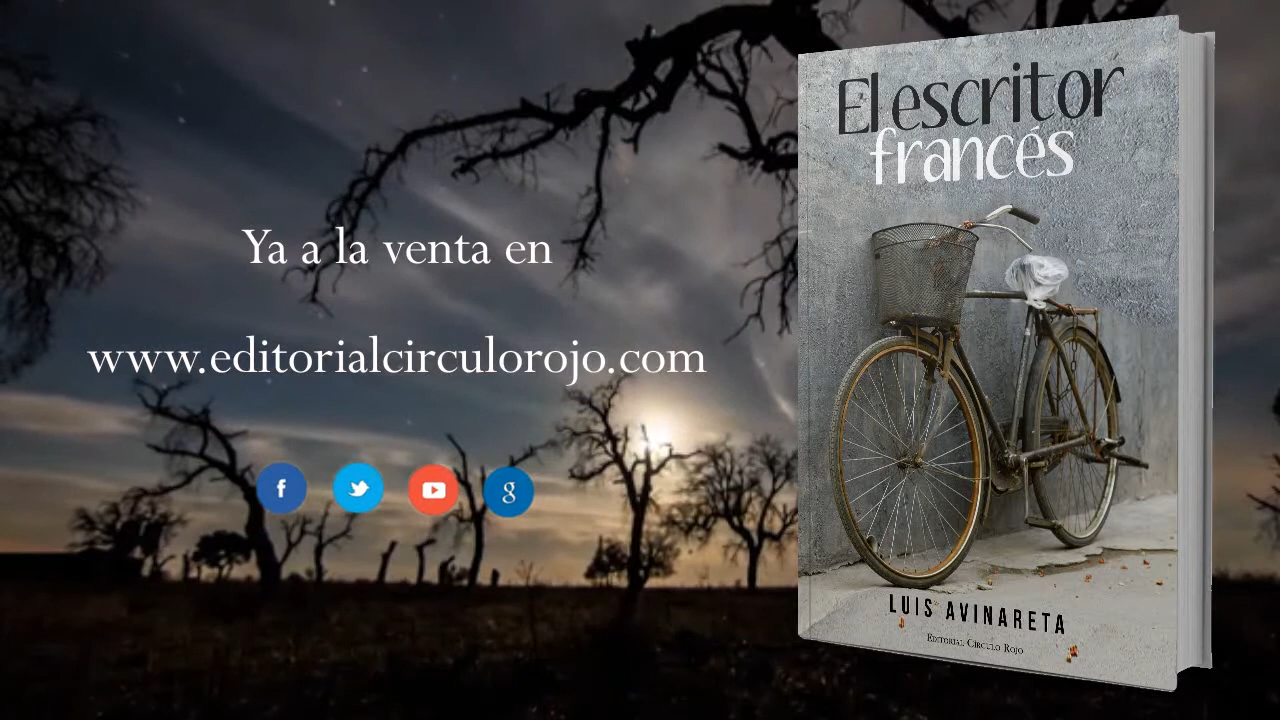 Ya a la venta en
www.editorialcirculorojo.com
f
g
El escritor
francés
LUIS AVINARETA
EDITORIAL CÍRCULO ROJO